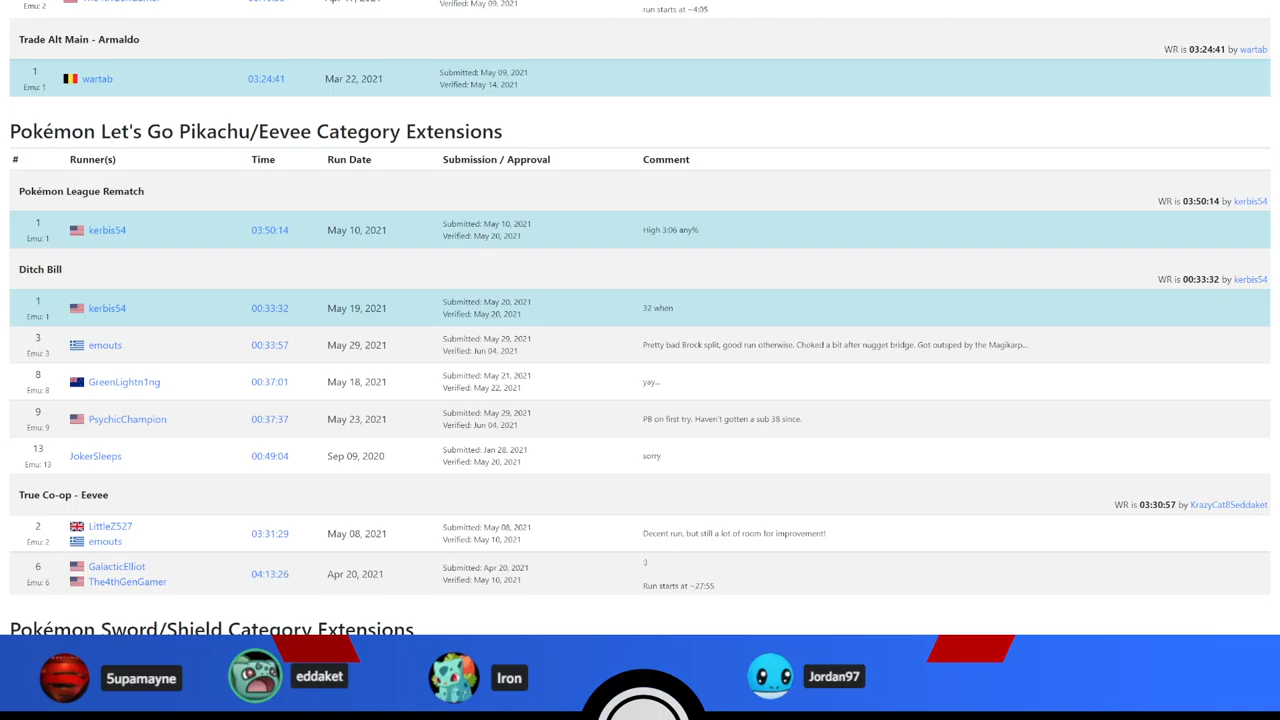 Emu: 2
run starts at ~4:05
Trade Alt Main - Armaldo
WR is 03:24:41 by wartab
1 wartab 03:24:41 Mar 22, 2021 Submitted: May 09, 2021
Emu: 1 Verified: May 14, 2021
Pokémon Let's Go Pikachu/Eevee Category Extensions
# Runner(s) Time Run Date Submission / Approval Comment
Pokémon League Rematch
WR is 03:50:14 by kerbis54
1 kerbis54 03:50:14 May 10, 2021 Submitted: May 10, 2021 High 3:06 any%
Emu: 1 Verified: May 20, 2021
Ditch Bill
WR is 00:33:32 by kerbis54
1 kerbis54 00:33:32 May 19, 2021 Submitted: May 20, 2021 32 when
Emu: 1 Verified: May 20, 2021
3 emouts 00:33:57 May 29, 2021 Submitted: May 29, 2021 Pretty bad Brock split, good run otherwise. Choked a bit after nugget bridge. Got outsped by the Magikarp...
Emu: 3 Verified: Jun 04, 2021
8 GreenLightn1ng 00:37:01 May 18, 2021 Submitted: May 21, 2021 yay...
Emu: 8 Verified: May 22, 2021
9 PsychicChampion 00:37:37 May 23, 2021 Submitted: May 29, 2021 PB on first try. Haven't gotten a sub 38 since.
Emu: 9 Verified: Jun 04, 2021
13 JokerSleeps 00:49:04 Sep 09, 2020 Submitted: Jan 28, 2021 sorry
Emu: 13 Verified: May 20, 2021
True Co-op - Eevee
WR is 03:30:57 by KrazyCat85eddaket
2 LittleZ527 03:31:29 May 08, 2021 Submitted: May 08, 2021 Decent run, but still a lot of room for improvement!
Emu: 2 emouts Verified: May 10, 2021
6 GalacticElliot 04:13:26 Apr 20, 2021 Submitted: Apr 20, 2021 :)
Emu: 6 The4thGenGamer Verified: May 10, 2021 Run starts at ~27:55
Pokémon Sword/Shield Category Extensions
5upamayne eddaket Iron Jordan97